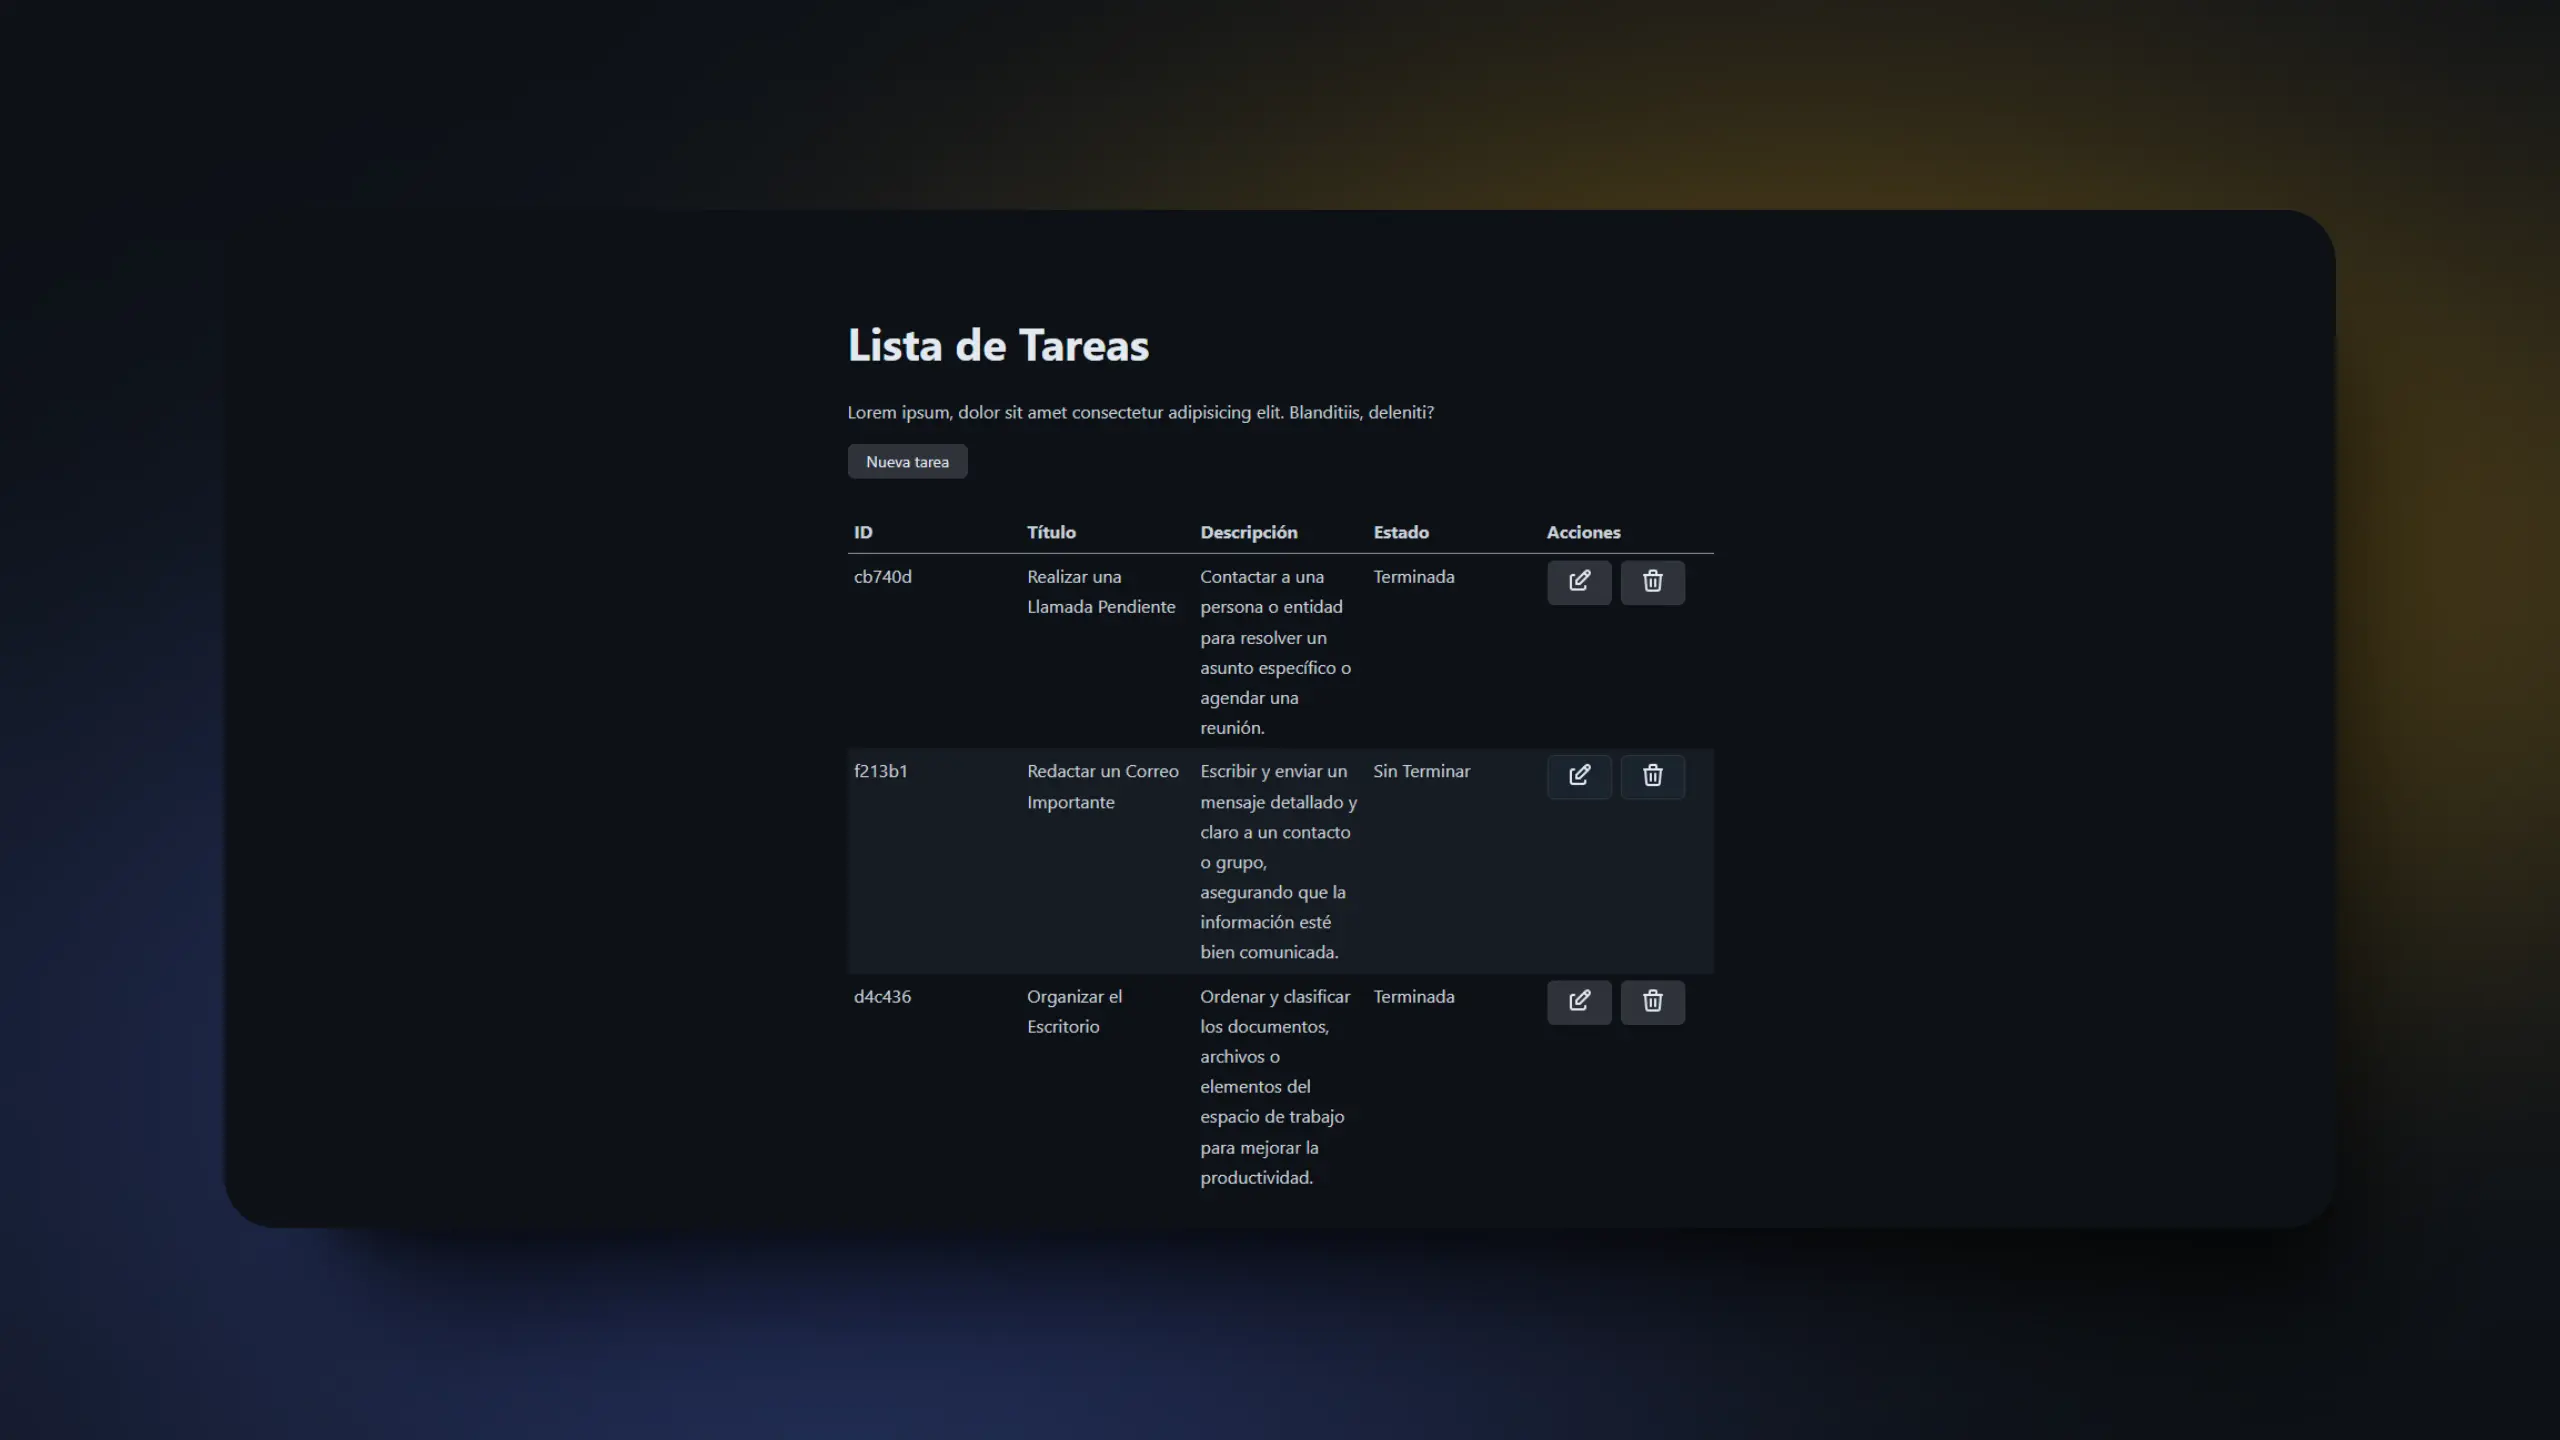 Lista de Tareas
Lorem ipsum, dolor sit amet consectetur adipisicing elit. Blanditiis, deleniti?
Nueva tarea
ID Título Descripción Estado Acciones
cb740d
Realizar una
Llamada Pendiente
Contactar a una
persona o entidad
para resolver un
asunto específico o
agendar una
reunión.
Terminada
f213b1
Redactar un Correo
Importante
Escribir y enviar un
mensaje detallado y
claro a un contacto
o grupo,
asegurando que la
información esté
bien comunicada.
Sin Terminar
d4c436
Organizar el
Escritorio
Ordenar y clasificar
los documentos,
archivos o
elementos del
espacio de trabajo
para mejorar la
productividad.
Terminada